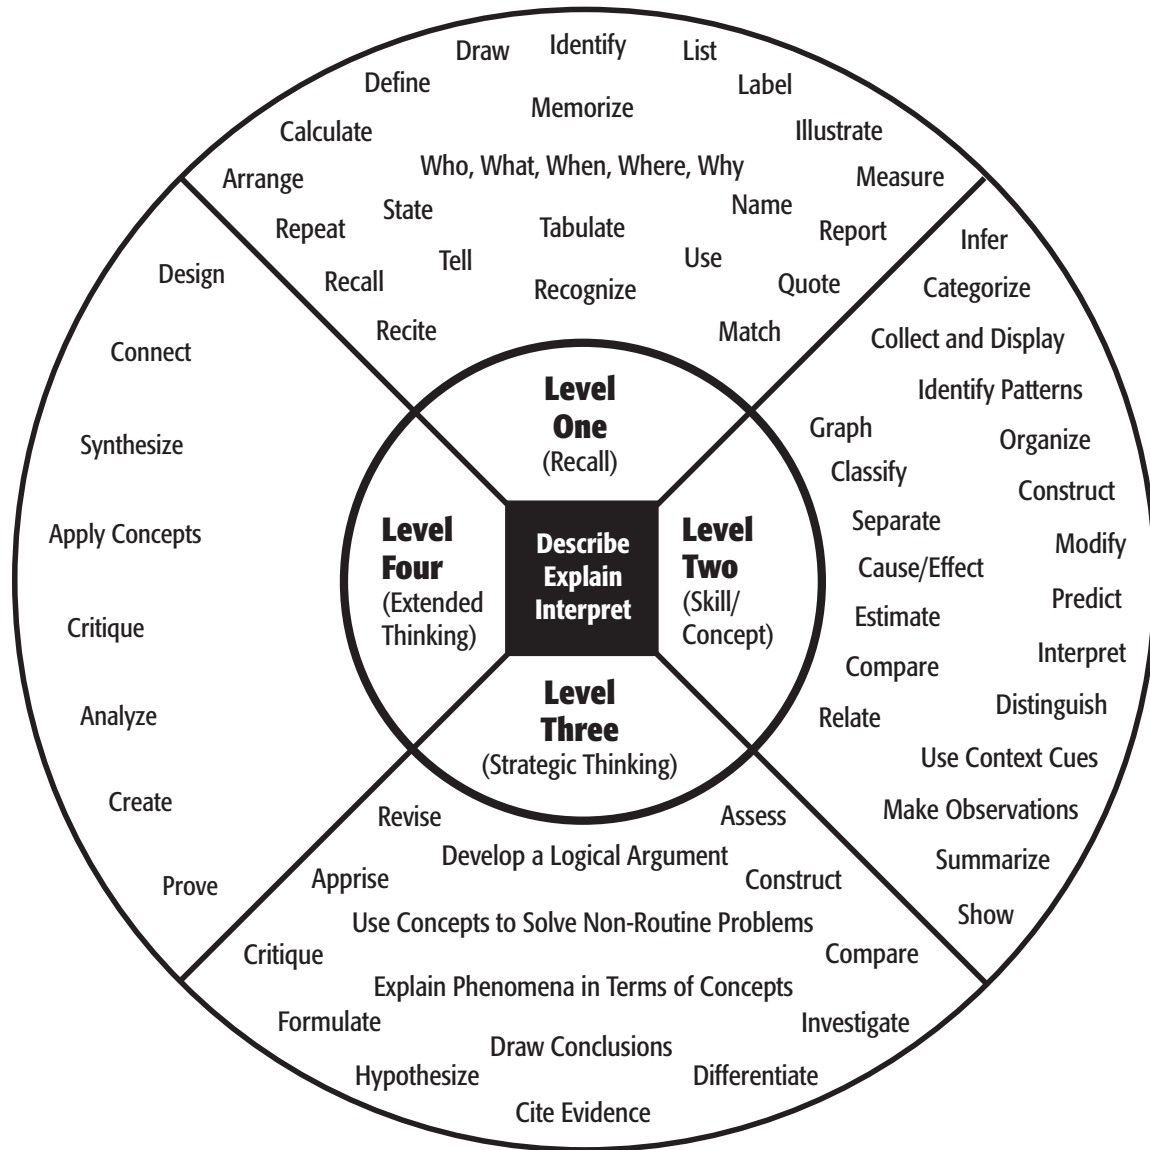 Draw
Identify
List
Define
Label
Memorize
Calculate
Illustrate
Who, What, When, Where, Why
Arrange
Measure
State
Name
Repeat
Tabulate
Report
Tell
Use
Recall
Recognize
Quote
Recite
Match
Level
One
(Recall)
Infer
Categorize
Collect and Display
Identify Patterns
Graph
Organize
Classify
Construct
Separate
Modify
Cause/Effect
Predict
Estimate
Interpret
Compare
Distinguish
Relate
Use Context Cues
Make Observations
Summarize
Show
Level
Two
(Skill/
Concept)
Describe
Explain
Interpret
Level
Three
(Strategic Thinking)
Revise
Assess
Develop a Logical Argument
Apprise
Construct
Use Concepts to Solve Non-Routine Problems
Critique
Compare
Explain Phenomena in Terms of Concepts
Formulate
Investigate
Draw Conclusions
Hypothesize
Differentiate
Cite Evidence
Level
Four
(Extended
Thinking)
Design
Connect
Synthesize
Apply Concepts
Critique
Analyze
Create
Prove